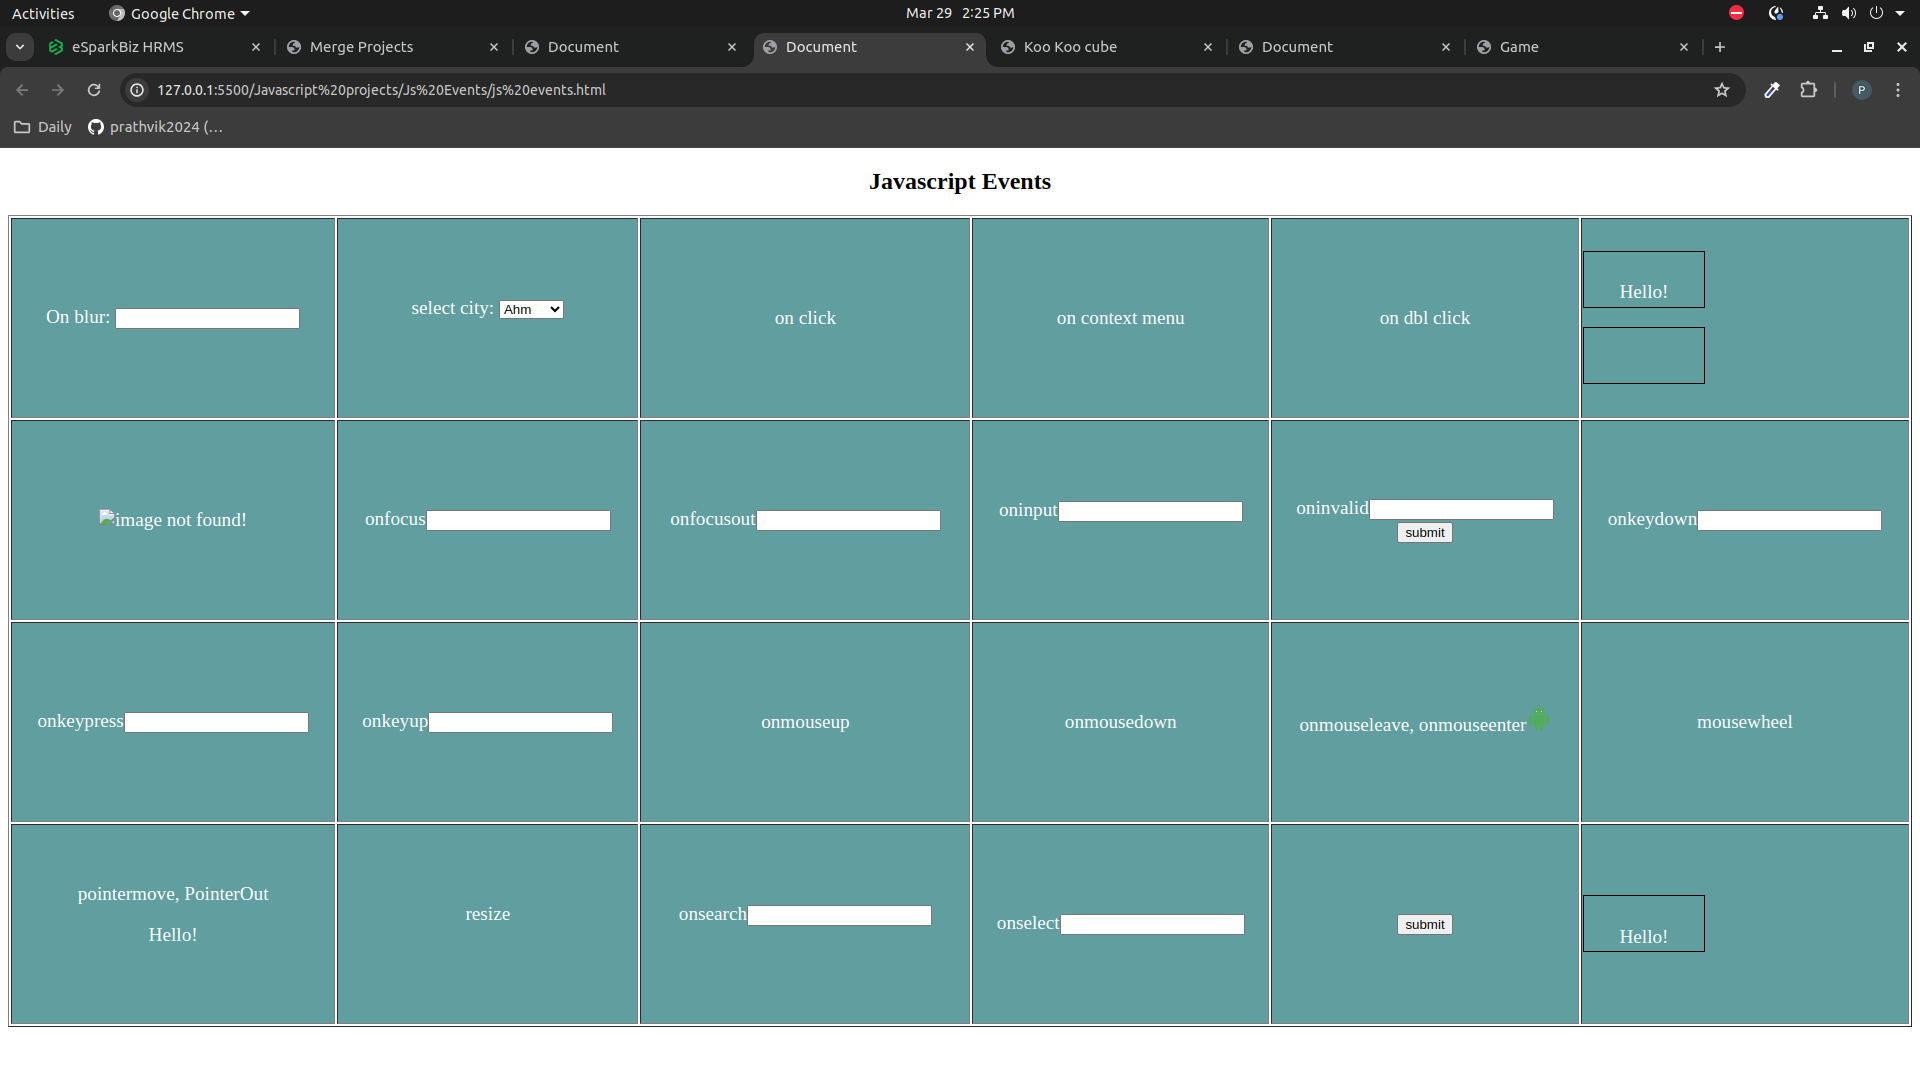 Activities
Google Chrome
Mar 29 2:25 PM
eSparkBiz HRMS
Merge Projects
Document
Document
Koo Koo cube
Document
Game
127.0.0.1:5500/Javascript%20projects/Js%20Events/js%20events.html
P
Daily
prathvik2024 (...
Javascript Events
On blur:
select city: Ahm
on click
on context menu
on dbl click
Hello!
image not found!
onfocus
onfocusout
oninput
oninvalid
submit
onkeydown
onkeypress
onkeyup
onmouseup
onmousedown
onmouseleave, onmouseenter
mousewheel
pointermove, PointerOut
Hello!
resize
onsearch
onselect
submit
Hello!